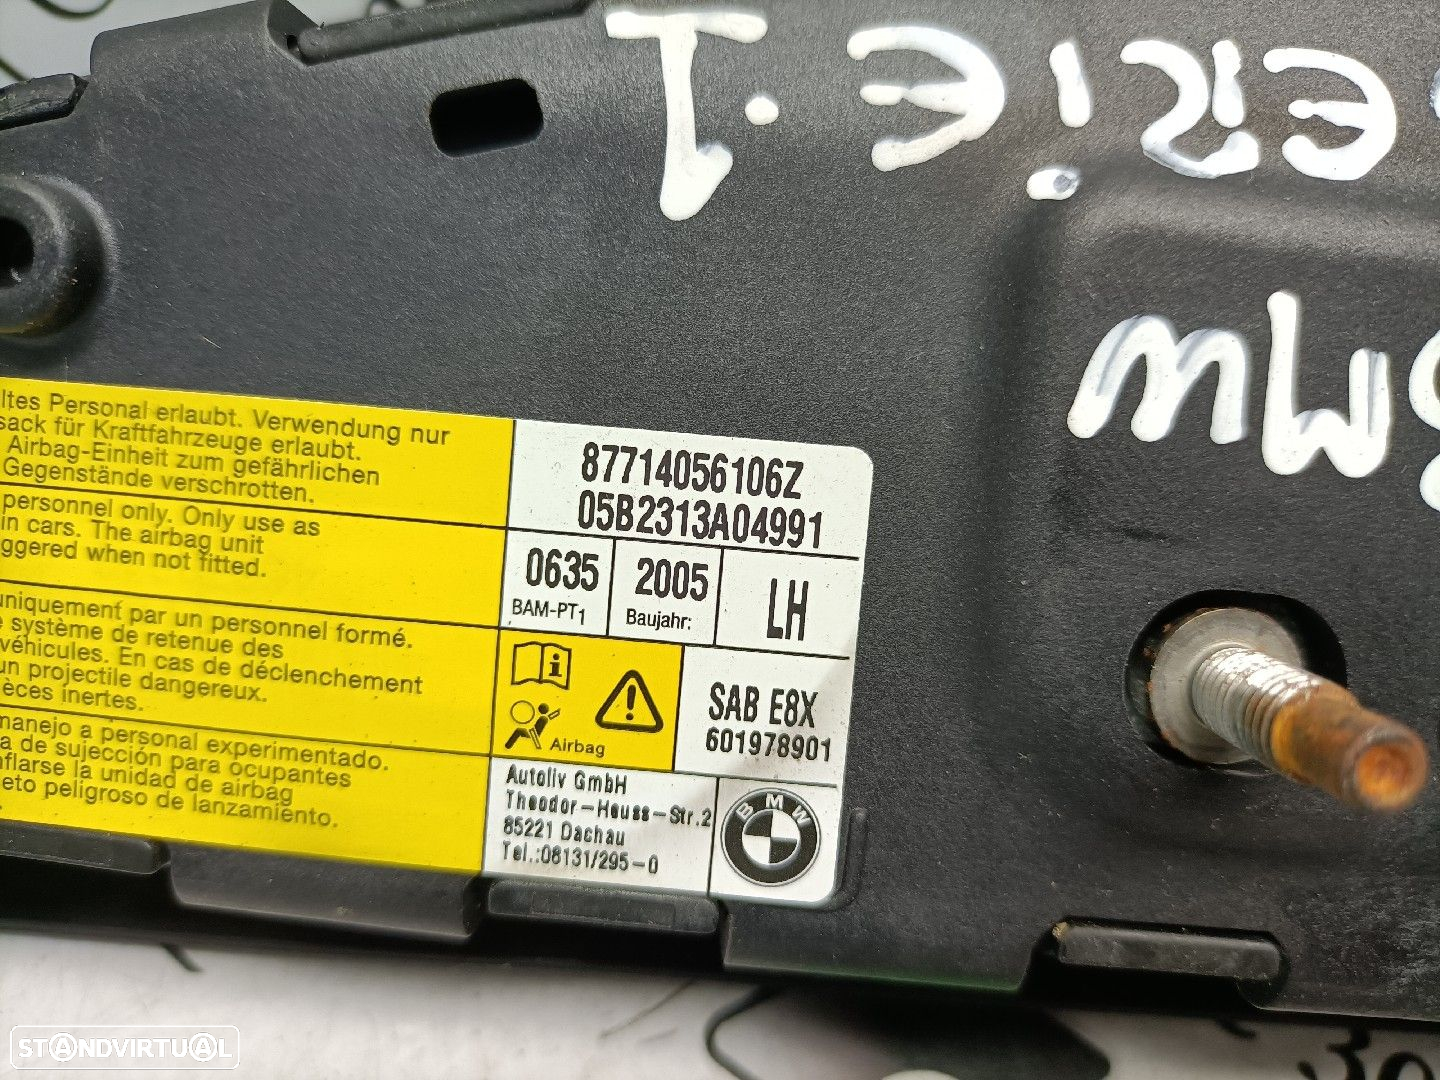 SERIE.1
BMW
ltes Personal erlaubt. Verwendung nur
sack für Kraftfahrzeuge erlaubt.
Airbag-Einheit zum gefährlichen
Gegenstände verschrotten.
personnel only. Only use as
in cars. The airbag unit
ggered when not fitted.
uniquement par un personnel formé.
système de retenue des
véhicules. En cas de déclenchement
un projectile dangereux.
èces inertes.
manejo a personal experimentado.
a de sujección para ocupantes
nflarse la unidad de airbag
eto peligroso de lanzamiento.
87714056106Z
05B2313A04991
0635
BAM-PT1
2005
Baujahr:
LH
Airbag
SAB E8X
601978901
Autoliv GmbH
Theodor-Heuss-Str.2
85221 Dachau
Tel.:08131/295-0
BMW
STANDVIRTUAL